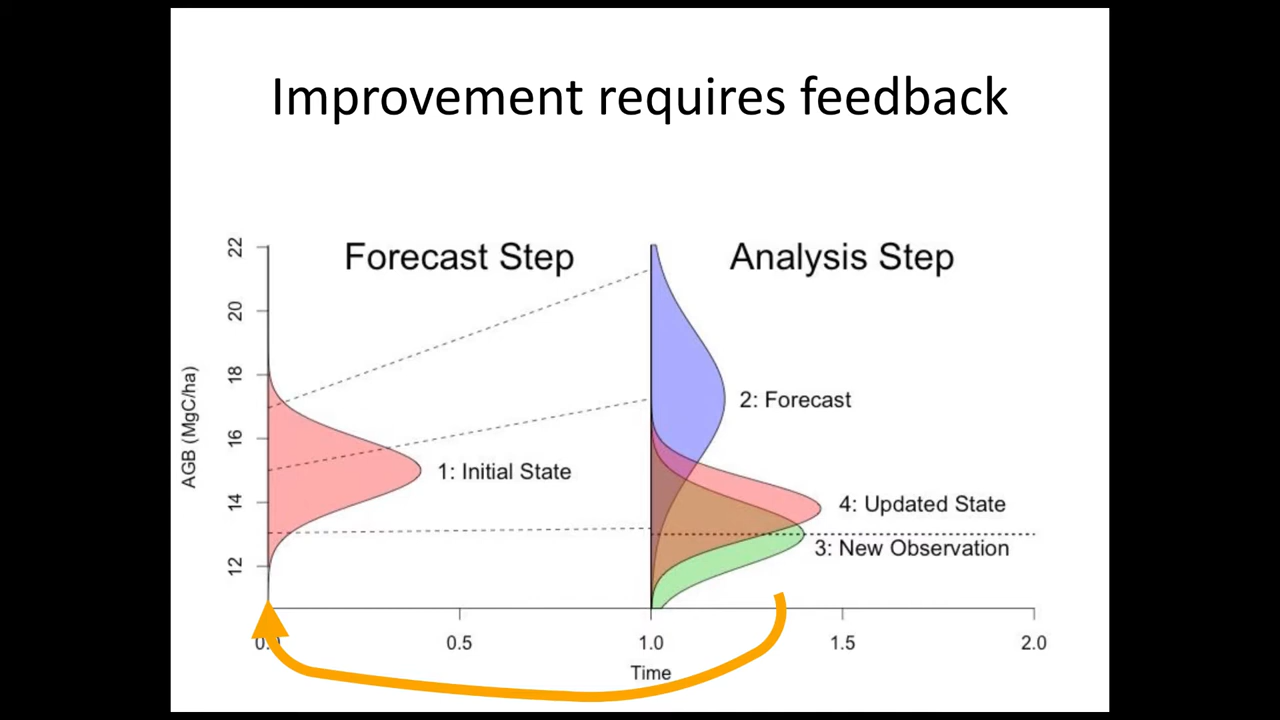 Improvement requires feedback
Forecast Step
Analysis Step
22
20
18
16
14
12
AGB (MgC/ha)
2: Forecast
1: Initial State
4: Updated State
3: New Observation
0.5
1.0
1.5
2.0
Time